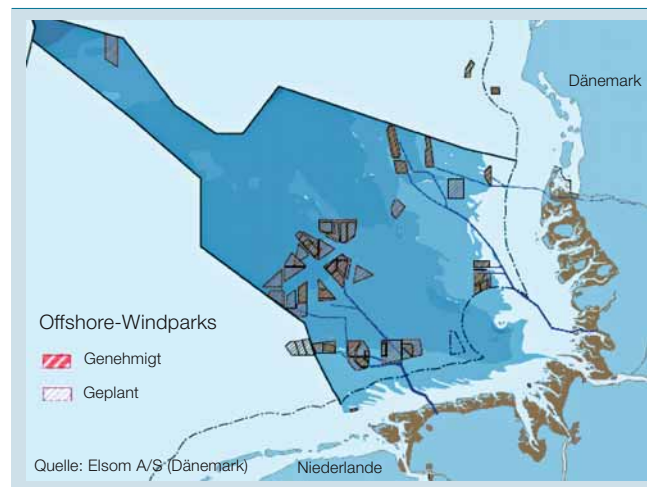 Dänemark
Offshore-Windparks
Genehmigt
Geplant
Quelle: Elsom A/S (Dänemark)
Niederlande